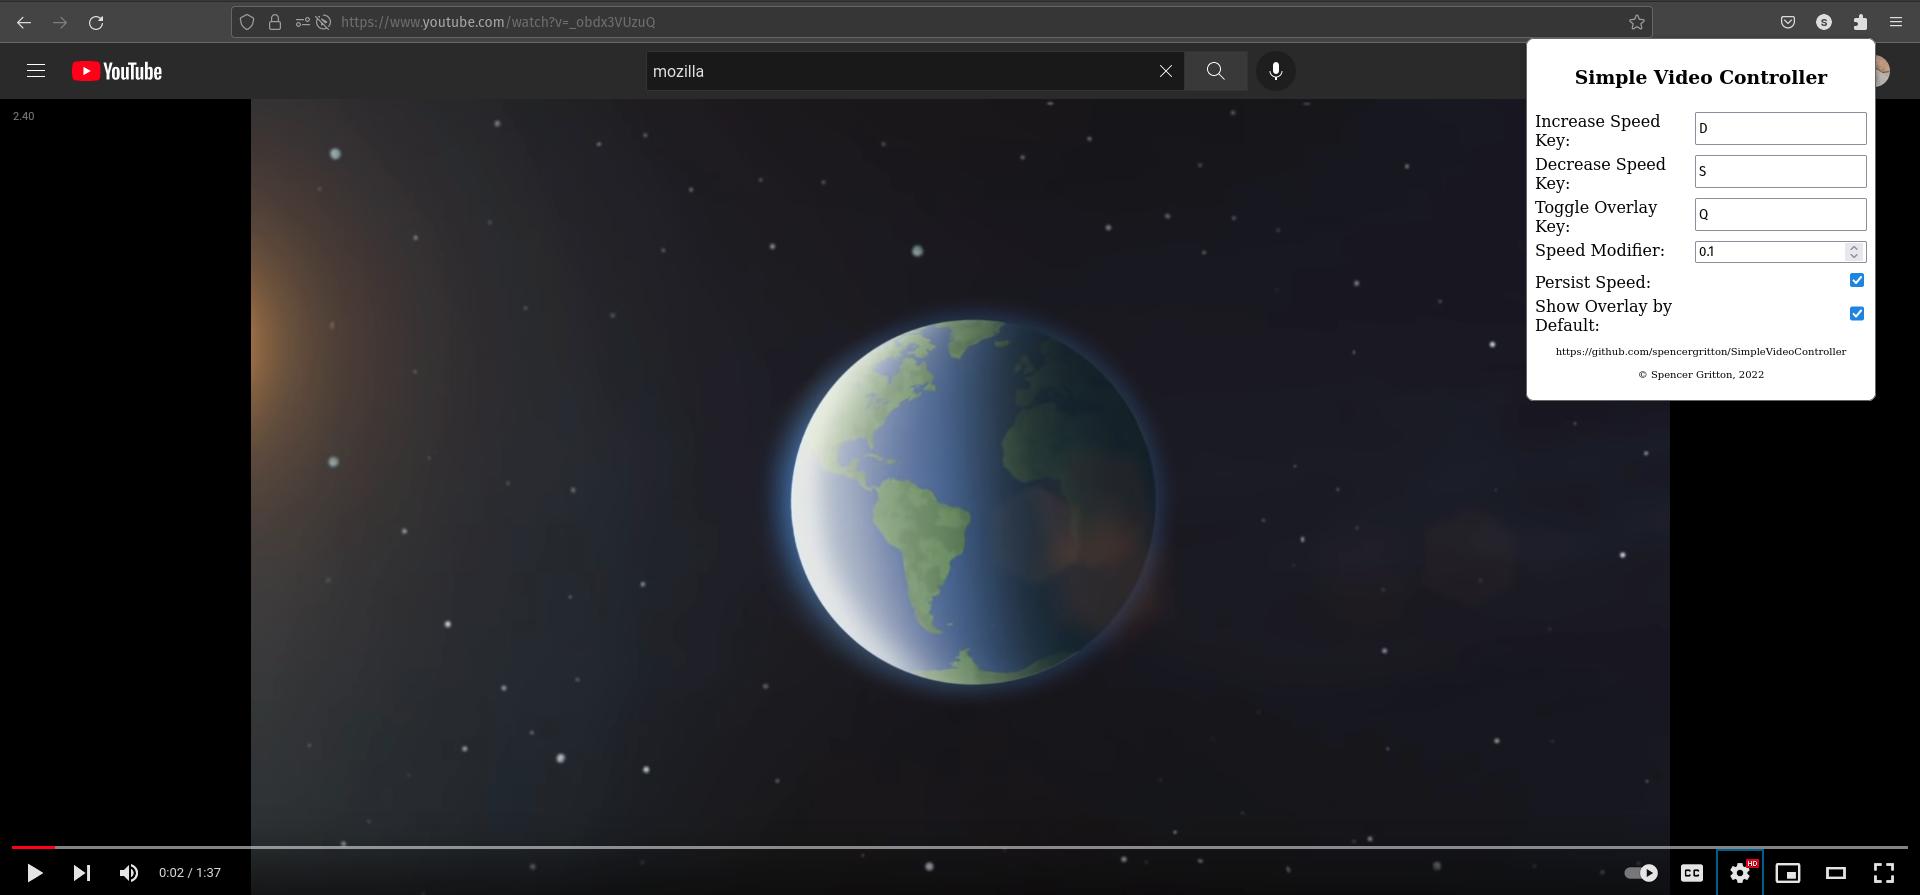 https://www.youtube.com/watch?v=_obdx3VUzuQ
S
YouTube
mozilla
2.40
Simple Video Controller
Increase Speed
Key:
D
Decrease Speed
Key:
S
Toggle Overlay
Key:
Q
Speed Modifier:
0.1
Persist Speed:
Show Overlay by
Default:
https://github.com/spencergritton/SimpleVideoController
© Spencer Gritton, 2022
0:02 / 1:37
CC
HD